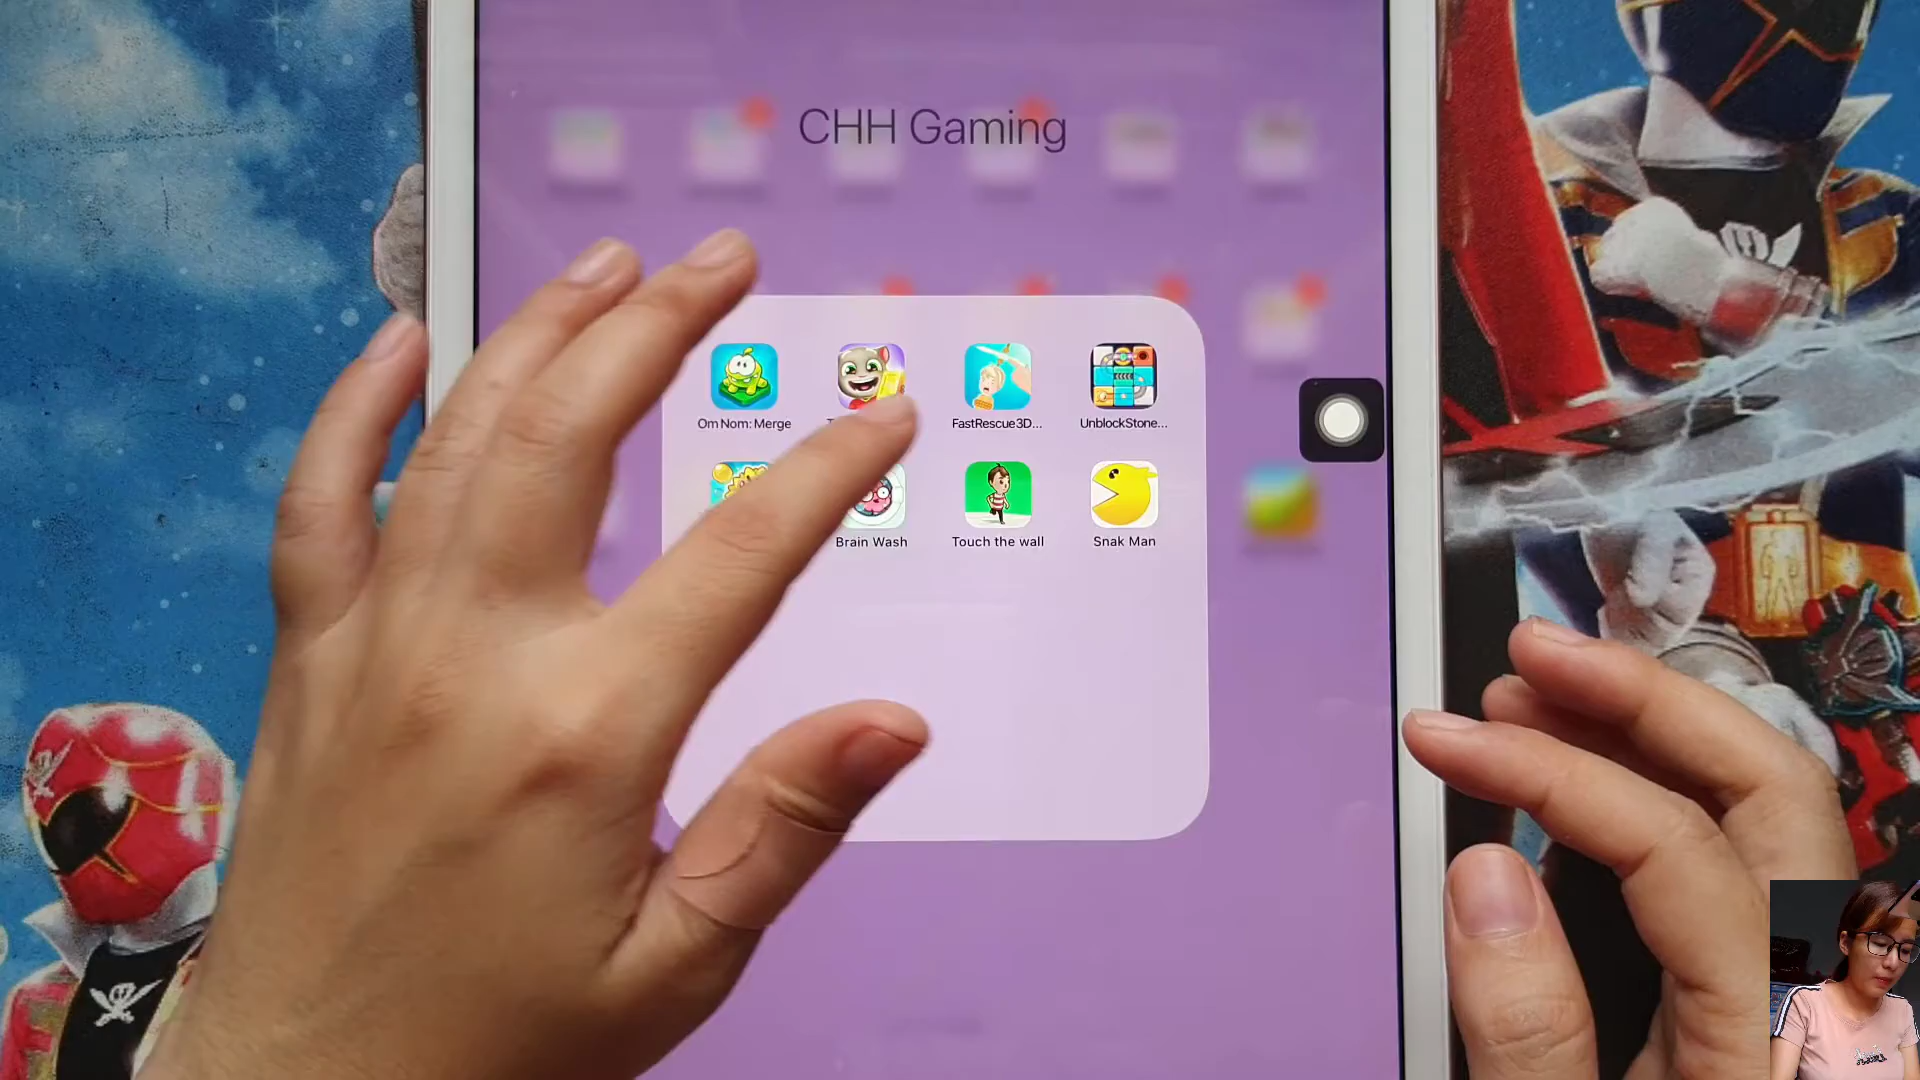 CHH Gaming
Om Nom: Merge
FastRescue3D...
UnblockStone...
Brain Wash
Touch the wall
Snak Man